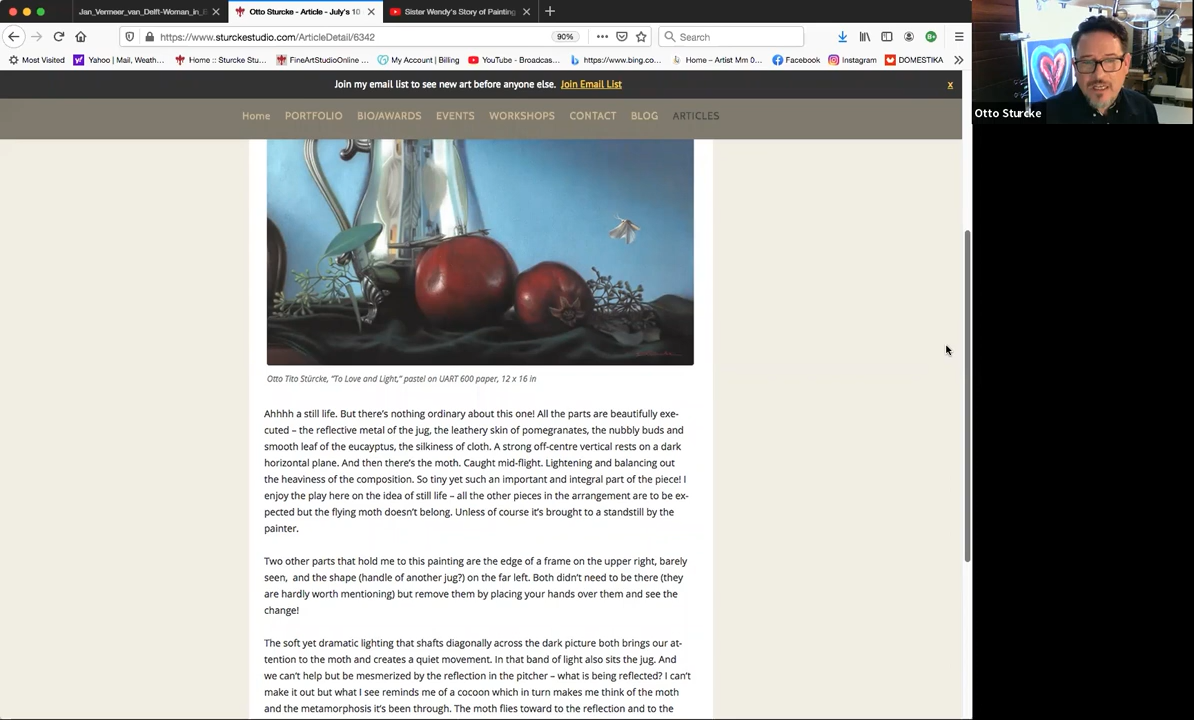 Jan_Vermeer_van_Delft-Woman_in_
Otto Sturcke - Article - July's 10
Sister Wendy's Story of Painting
https://www.sturckestudio.com/ArticleDetail/6342
90%
Search
Most Visited
Yahoo | Mail, Weath...
Home :: Sturcke Stu...
FineArtStudioOnline ...
My Account | Billing
YouTube - Broadcas...
https://www.bing.co...
Home – Artist Mm 0...
Facebook
Instagram
DOMESTIKA
Otto Sturcke
Join my email list to see new art before anyone else. Join Email List
x
Home PORTFOLIO BIO/AWARDS EVENTS WORKSHOPS CONTACT BLOG ARTICLES
Otto Tito Stürcke, "To Love and Light," pastel on UART 600 paper, 12 x 16 in
Ahhhh a still life. But there's nothing ordinary about this one! All the parts are beautifully exe-
cuted – the reflective metal of the jug, the leathery skin of pomegranates, the nubbly buds and
smooth leaf of the eucayptus, the silkiness of cloth. A strong off-centre vertical rests on a dark
horizontal plane. And then there's the moth. Caught mid-flight. Lightening and balancing out
the heaviness of the composition. So tiny yet such an important and integral part of the piece! I
enjoy the play here on the idea of still life – all the other pieces in the arrangement are to be ex-
pected but the flying moth doesn't belong. Unless of course it's brought to a standstill by the
painter.
Two other parts that hold me to this painting are the edge of a frame on the upper right, barely
seen, and the shape (handle of another jug?) on the far left. Both didn't need to be there (they
are hardly worth mentioning) but remove them by placing your hands over them and see the
change!
The soft yet dramatic lighting that shafts diagonally across the dark picture both brings our at-
tention to the moth and creates a quiet movement. In that band of light also sits the jug. And
we can't help but be mesmerized by the reflection in the pitcher – what is being reflected? I can't
make it out but what I see reminds me of a cocoon which in turn makes me think of the moth
and the metamorphosis it's been through. The moth flies toward to the reflection and to the